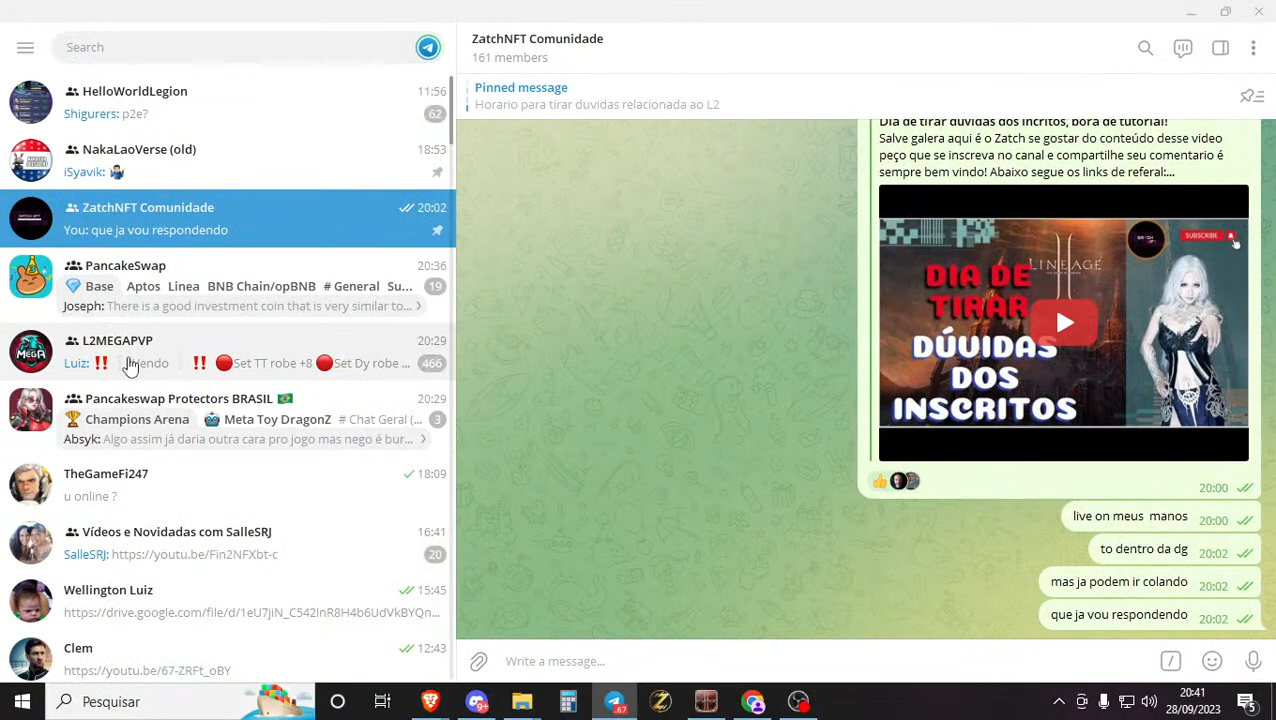 Search
HelloWorldLegion
11:56
Shigurers: p2e?
62
NakaLaoVerse (old)
18:53
iSyavik:
ZatchNFT Comunidade
20:02
You: que ja vou respondendo
PancakeSwap
20:36
Base Aptos Linea BNB Chain/opBNB # General Su...
19
Joseph: There is a good investment coin that is very similar to...
L2MEGAPVP
20:29
Luiz: ‼️ ‼️ 🔴Set TT robe +8 🔴Set Dy robe ...
466
Pancakeswap Protectors BRASIL
20:29
Champions Arena Meta Toy DragonZ # Chat Geral (...
3
Absyk: Algo assim já daria outra cara pro jogo mas nego é bur...
TheGameFi247
18:09
u online ?
Vídeos e Novidadas com SalleSRJ
16:41
SalleSRJ: https://youtu.be/Fin2NFXbt-c
20
Wellington Luiz
15:45
Clem
12:43
https://youtu.be/67-ZRFt_oBY
ZatchNFT Comunidade
161 members
Pinned message
Horario para tirar duvidas relacionada ao L2
Dia de tirar duvidas dos incritos, bora de tutorial!
Salve galera aqui é o Zatch se gostar do conteúdo desse video
peço que se inscreva no canal e compartilhe seu comentario é
sempre bem vindo! Abaixo segue os links de referal:...
LINEAGE
II
SUBSCRIBE
DIA DE
TIRAR
DÚVIDAS
DOS
INSCRITOS
20:00
live on meus manos
20:00
to dentro da dg
20:02
mas ja podem ir colando
20:02
que ja vou respondendo
20:02
Write a message...
Pesquisar
67
20:41
28/09/2023
5